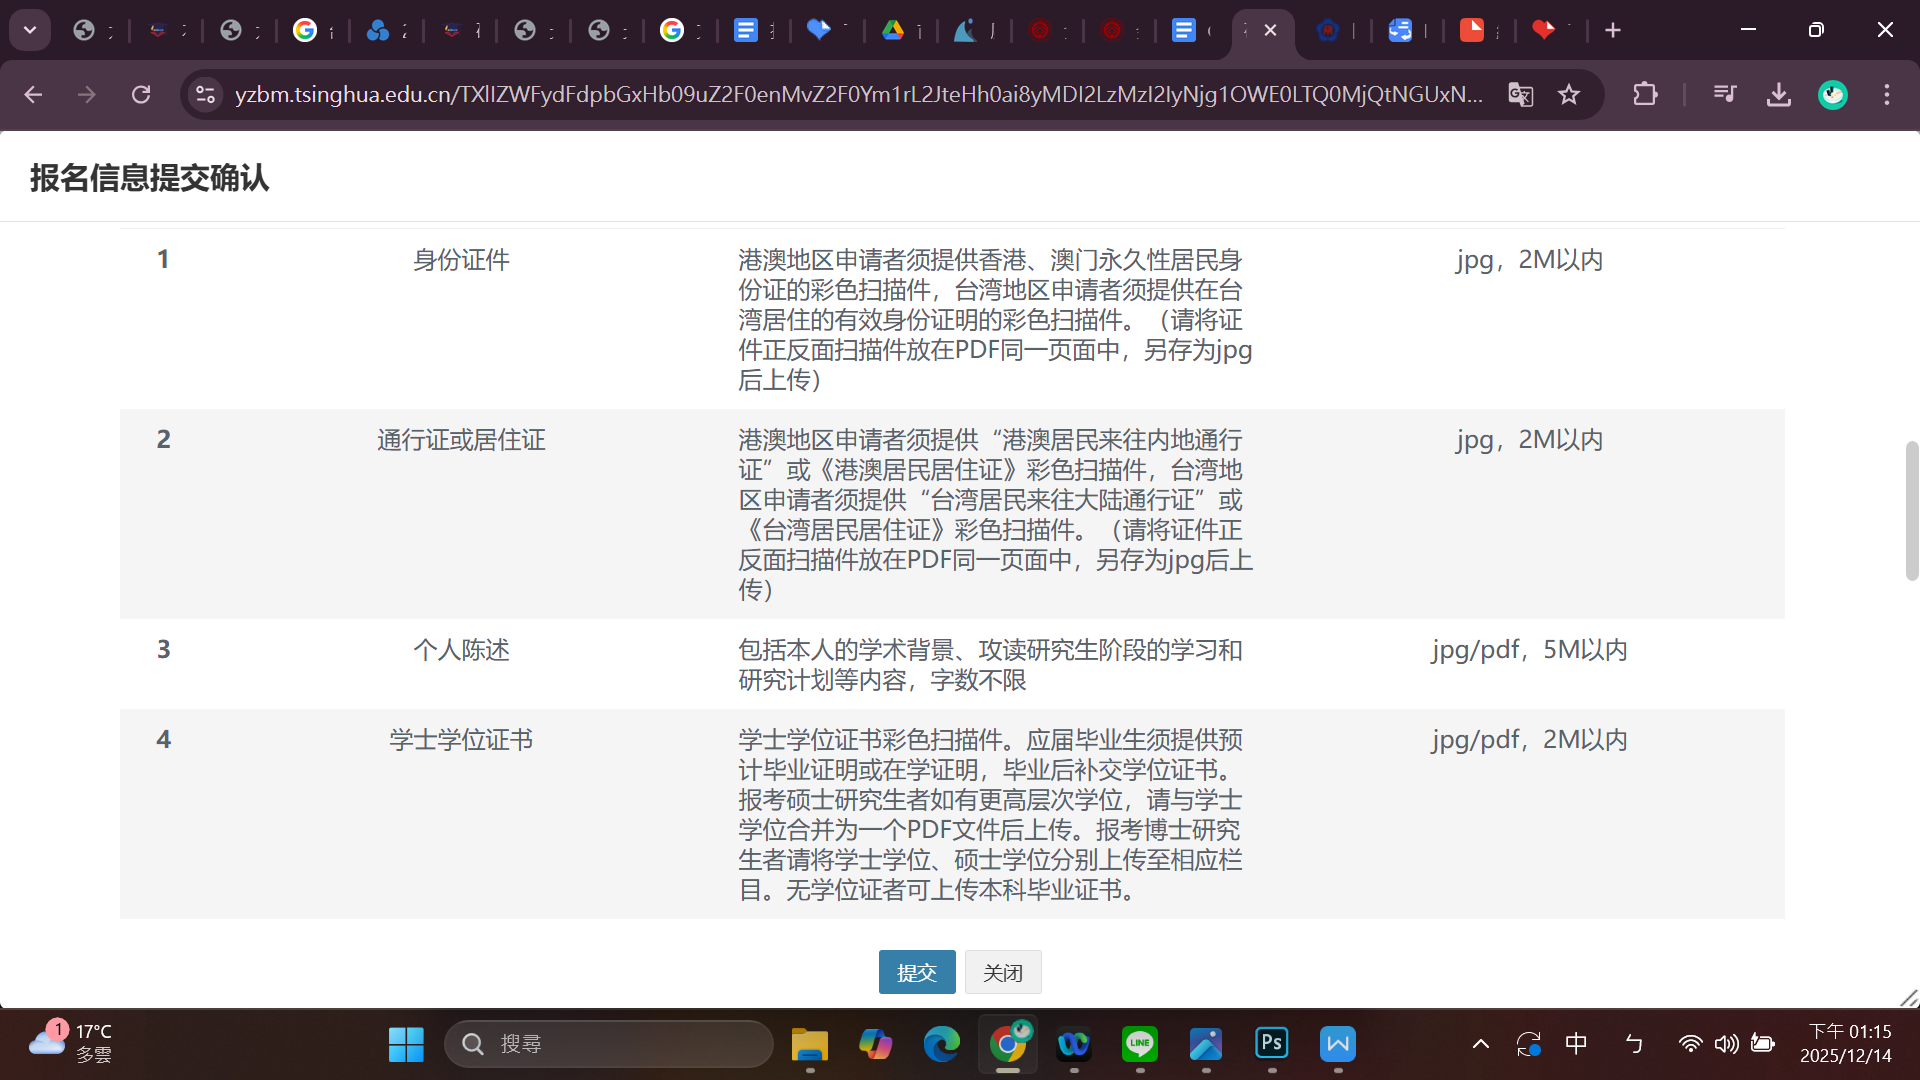 yzbm.tsinghua.edu.cn/TXlIZWFydFdpbGxHb09uZ2F0enMvZ2F0Ym1rL2JteHh0ai8yMDI2LzMzI2IyNjg1OWE0LTQ0MjQtNGUxN...
报名信息提交确认
1
身份证件
港澳地区申请者须提供香港、澳门永久性居民身
份证的彩色扫描件，台湾地区申请者须提供在台
湾居住的有效身份证明的彩色扫描件。（请将证
件正反面扫描件放在PDF同一页面中，另存为jpg
后上传）
jpg，2M以内
2
通行证或居住证
港澳地区申请者须提供“港澳居民来往内地通行
证”或《港澳居民居住证》彩色扫描件，台湾地
区申请者须提供“台湾居民来往大陆通行证”或
《台湾居民居住证》彩色扫描件。（请将证件正
反面扫描件放在PDF同一页面中，另存为jpg后上
传）
jpg，2M以内
3
个人陈述
包括本人的学术背景、攻读研究生阶段的学习和
研究计划等内容，字数不限
jpg/pdf，5M以内
4
学士学位证书
学士学位证书彩色扫描件。应届毕业生须提供预
计毕业证明或在学证明，毕业后补交学位证书。
报考硕士研究生者如有更高层次学位，请与学士
学位合并为一个PDF文件后上传。报考博士研究
生者请将学士学位、硕士学位分别上传至相应栏
目。无学位证者可上传本科毕业证书。
jpg/pdf，2M以内
提交
关闭
1
17°C
多雲
搜尋
LINE
Ps
中
ㄣ
下午 01:15
2025/12/14